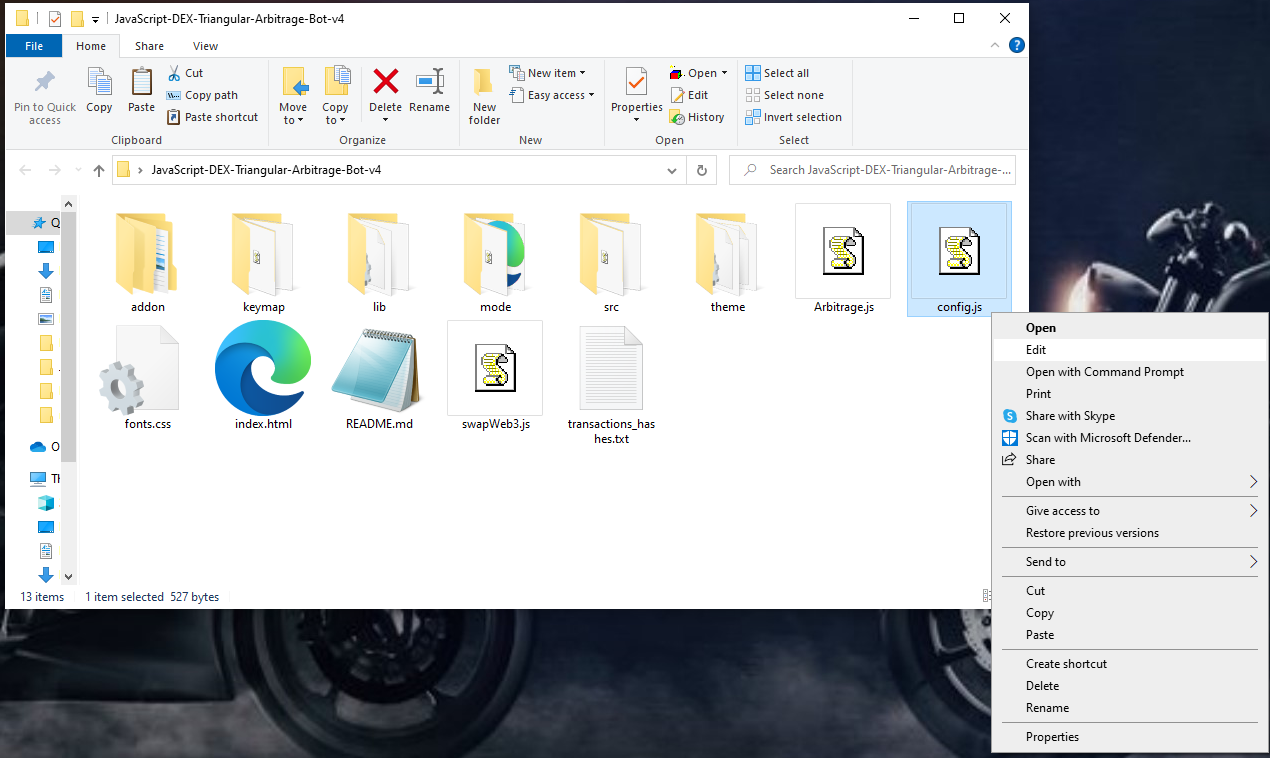 JavaScript-DEX-Triangular-Arbitrage-Bot-v4
File Home Share View
Pin to Quick access
Copy
Paste
Cut
Copy path
Paste shortcut
Clipboard
Move to
Copy to
Delete
Rename
Organize
New folder
New item
Easy access
New
Properties
Open
Edit
History
Open
Select all
Select none
Invert selection
Select
JavaScript-DEX-Triangular-Arbitrage-Bot-v4
Search JavaScript-DEX-Triangular-Arbitrage-...
addon keymap lib mode src theme Arbitrage.js config.js
fonts.css index.html README.md swapWeb3.js transactions_has
hes.txt
13 items 1 item selected 527 bytes
Open
Edit
Open with Command Prompt
Print
Share with Skype
Scan with Microsoft Defender...
Share
Open with
Give access to
Restore previous versions
Send to
Cut
Copy
Paste
Create shortcut
Delete
Rename
Properties